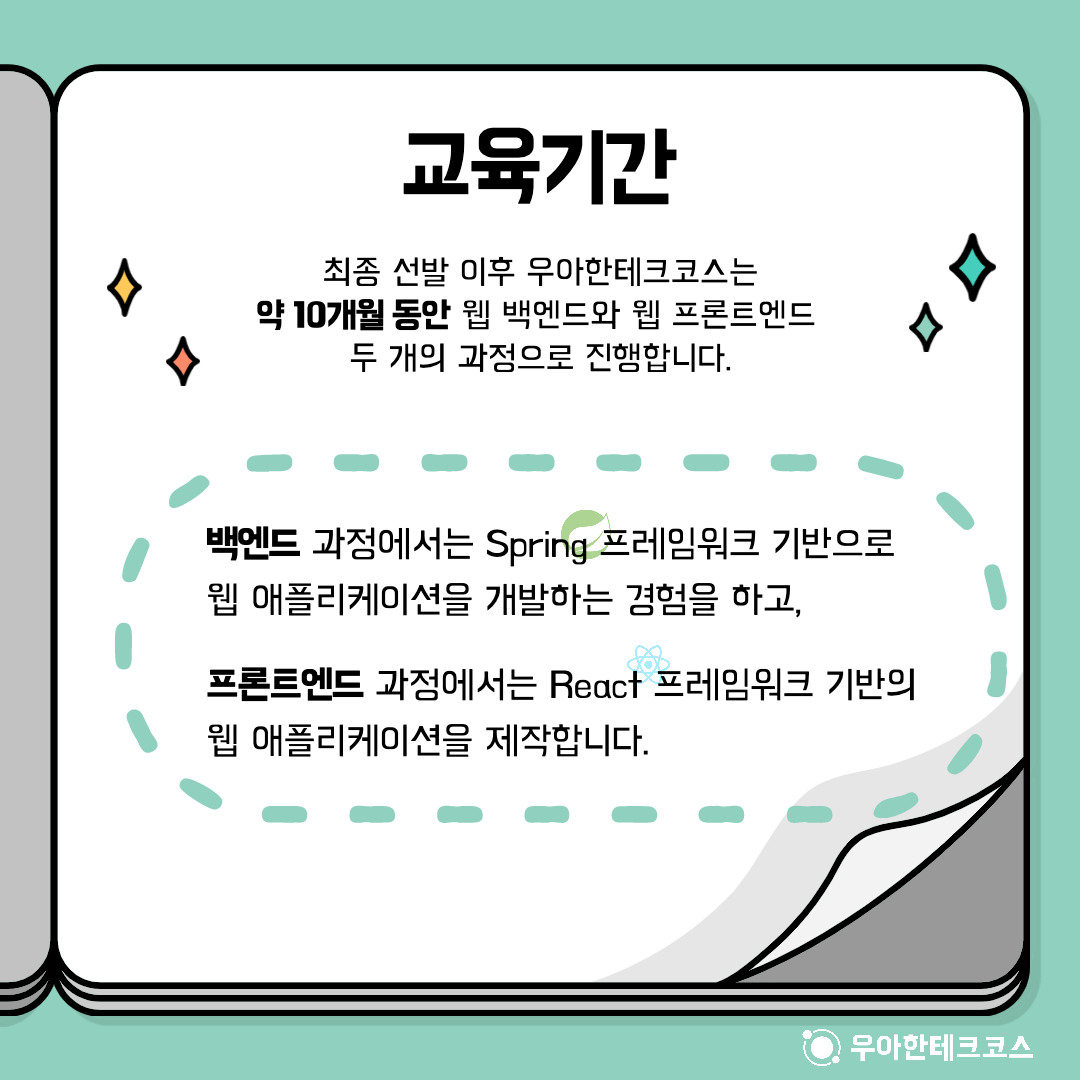 교육기간
최종 선발 이후 우아한테크코스는
약 10개월 동안 웹 백엔드와 웹 프론트엔드
두 개의 과정으로 진행합니다.
백엔드 과정에서는 Spring 프레임워크 기반으로
웹 애플리케이션을 개발하는 경험을 하고,
프론트엔드 과정에서는 React 프레임워크 기반의
웹 애플리케이션을 제작합니다.
우아한테크코스